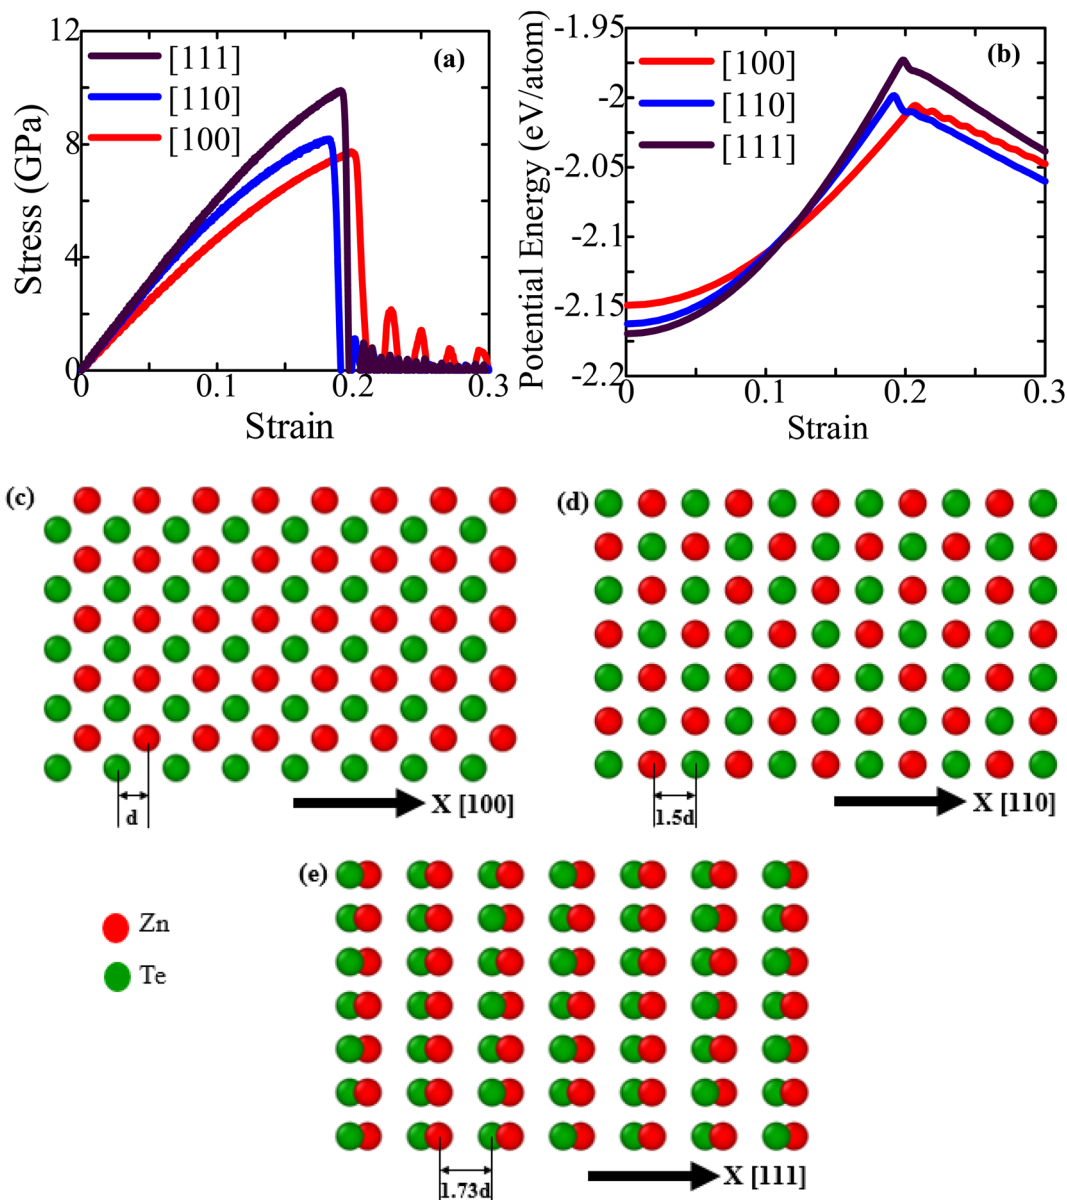 12
8
4
0
0
0.1
0.2
0.3
Stress (GPa)
Strain
[111]
[110]
[100]
(a)
-1.95
-2
-2.05
-2.1
-2.15
-2.2
0
0.1
0.2
0.3
Potential Energy (eV/atom)
Strain
[100]
[110]
[111]
(b)
(c)
d
X [100]
(d)
1.5d
X [110]
(e)
Zn
Te
1.73d
X [111]